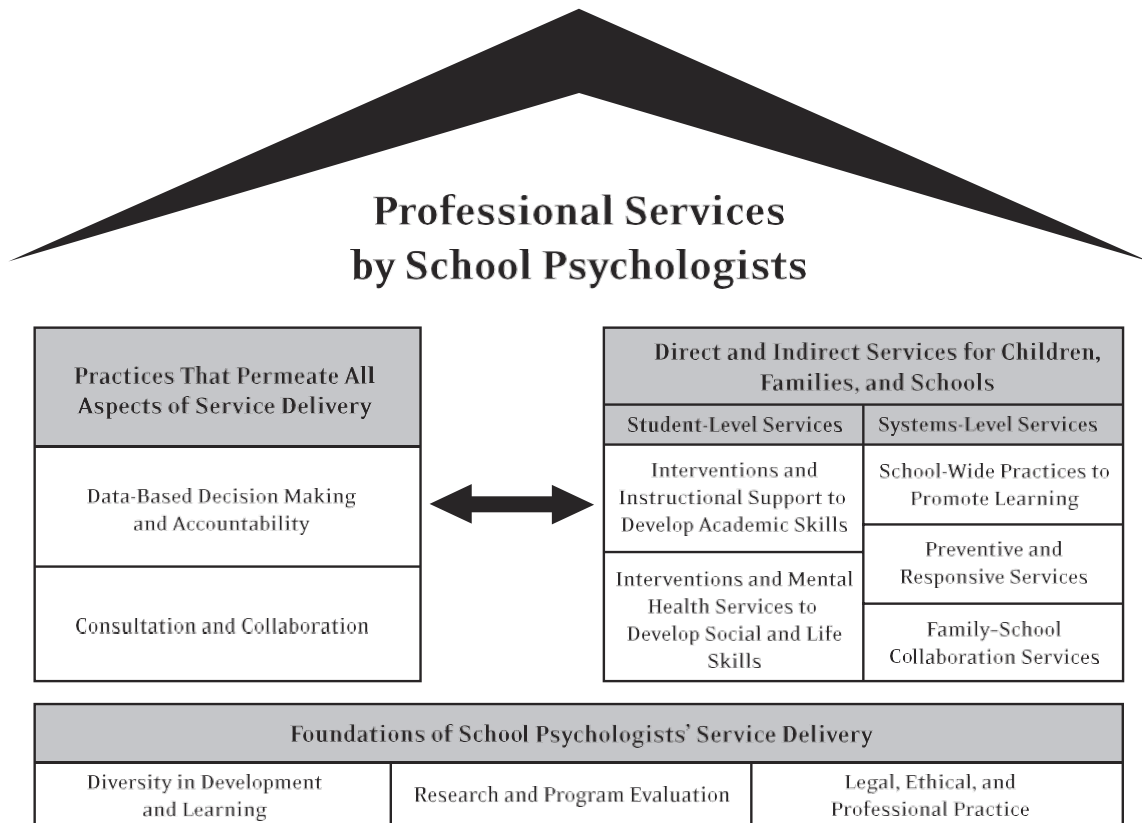 Professional Services
by School Psychologists
Practices That Permeate All
Aspects of Service Delivery
Data-Based Decision Making
and Accountability
Consultation and Collaboration
Direct and Indirect Services for Children,
Families, and Schools
Student-Level Services
Interventions and
Instructional Support to
Develop Academic Skills
Interventions and Mental
Health Services to
Develop Social and Life
Skills
Systems-Level Services
School-Wide Practices to
Promote Learning
Preventive and
Responsive Services
Family–School
Collaboration Services
Foundations of School Psychologists’ Service Delivery
Diversity in Development
and Learning
Research and Program Evaluation
Legal, Ethical, and
Professional Practice